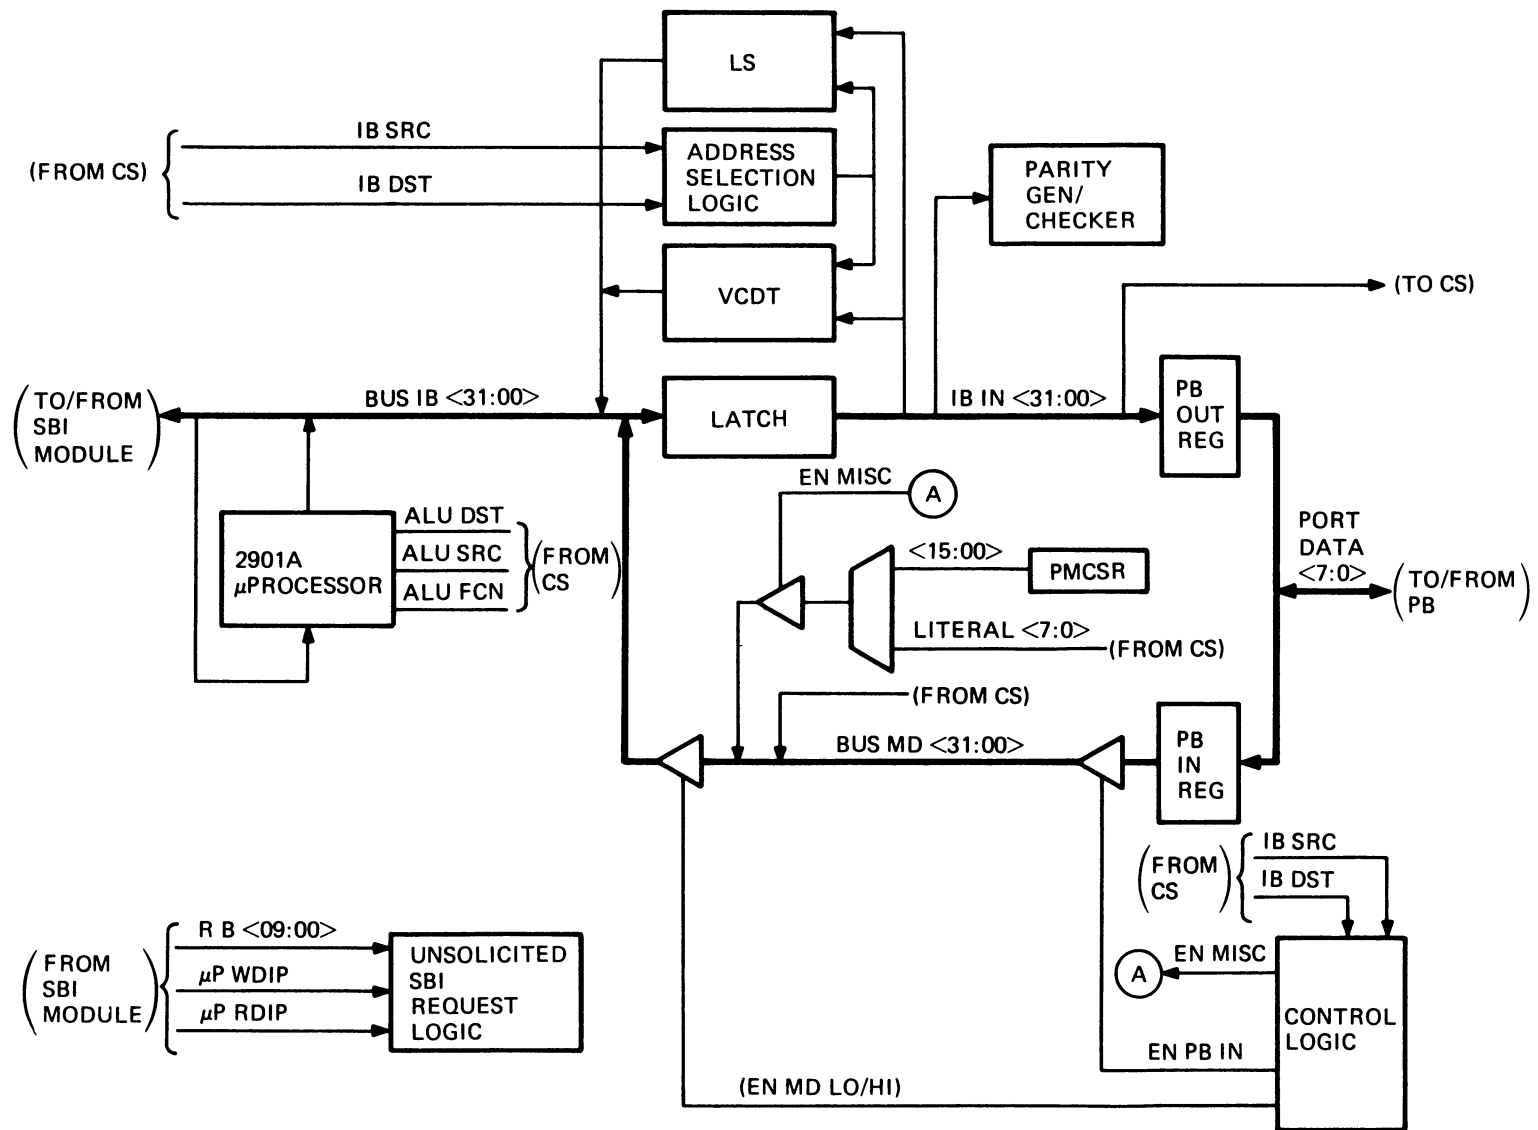 LS
IB SRC
(FROM CS)
IB DST
ADDRESS
SELECTION
LOGIC
PARITY
GEN/
CHECKER
VCDT
(TO CS)
(TO/FROM
SBI
MODULE)
BUS IB <31:00>
LATCH
IB IN <31:00>
PB
OUT
REG
EN MISC
A
2901A
μPROCESSOR
ALU DST
ALU SRC
ALU FCN
(FROM
CS)
<15:00>
PMCSR
LITERAL <7:0>
(FROM CS)
PORT
DATA
<7:0>
(TO/FROM
PB)
(FROM CS)
BUS MD <31:00>
PB
IN
REG
(FROM
CS)
IB SRC
IB DST
(FROM
SBI
MODULE)
R B <09:00>
μP WDIP
μP RDIP
UNSOLICITED
SBI
REQUEST
LOGIC
A
EN MISC
CONTROL
LOGIC
EN PB IN
(EN MD LO/HI)